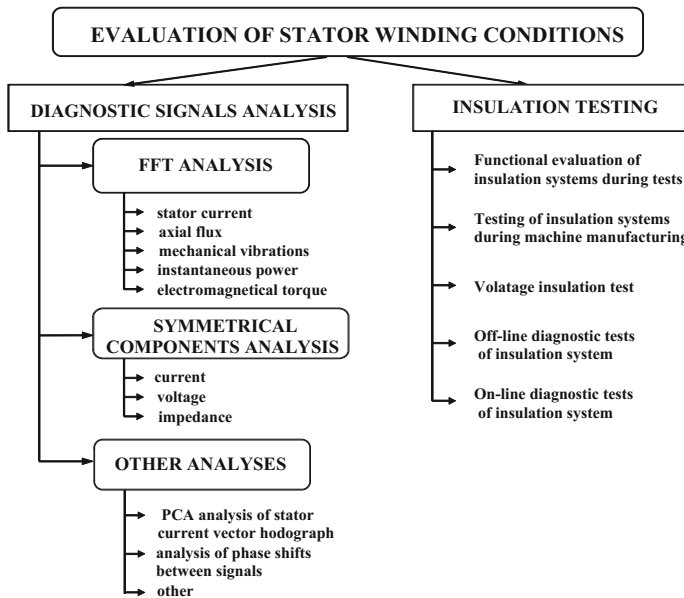 EVALUATION OF STATOR WINDING CONDITIONS
DIAGNOSTIC SIGNALS ANALYSIS
FFT ANALYSIS
stator current
axial flux
mechanical vibrations
instantaneous power
electromagnetical torque
SYMMETRICAL
COMPONENTS ANALYSIS
current
voltage
impedance
OTHER ANALYSES
PCA analysis of stator
current vector hodograph
analysis of phase shifts
between signals
other
INSULATION TESTING
Functional evaluation of
insulation systems during tests
Testing of insulation systems
during machine manufacturing
Volatage insulation test
Off-line diagnostic tests
of insulation system
On-line diagnostic tests
of insulation system